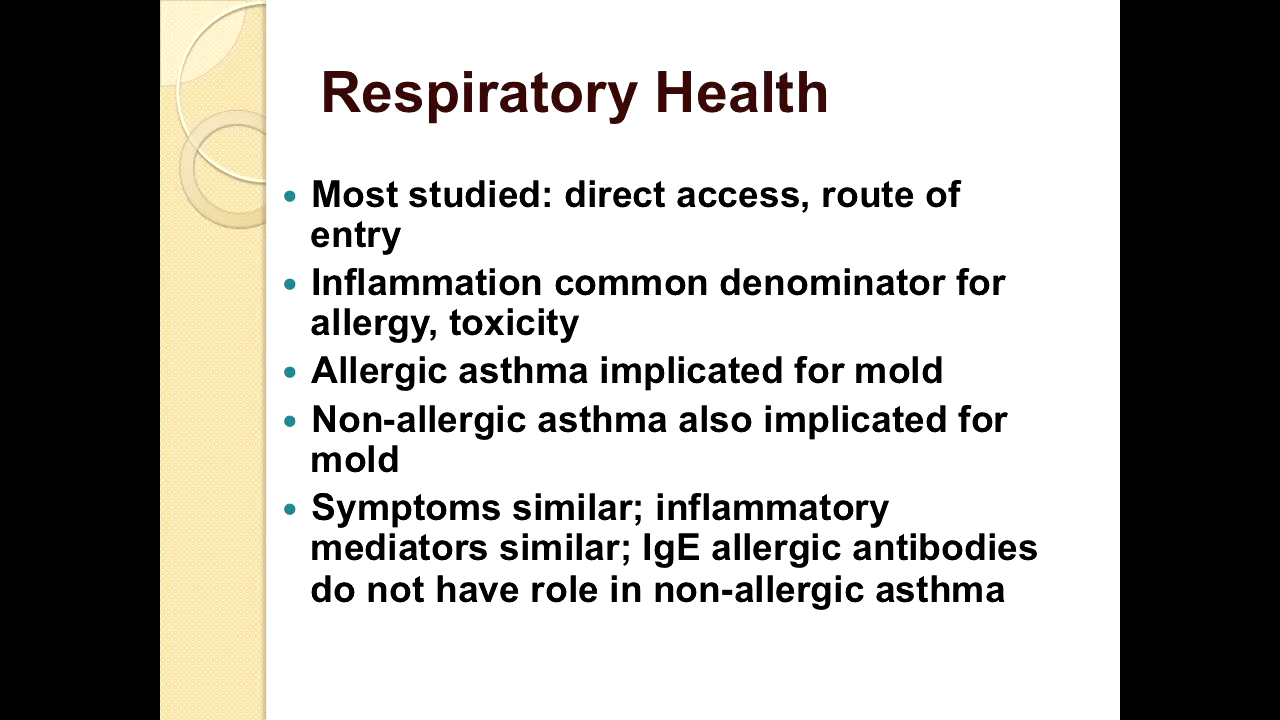 Respiratory Health
• Most studied: direct access, route of
entry
• Inflammation common denominator for
allergy, toxicity
• Allergic asthma implicated for mold
• Non-allergic asthma also implicated for
mold
• Symptoms similar; inflammatory
mediators similar; IgE allergic antibodies
do not have role in non-allergic asthma